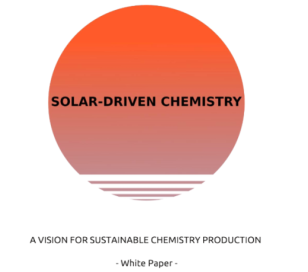 SOLAR-DRIVEN CHEMISTRY
A VISION FOR SUSTAINABLE CHEMISTRY PRODUCTION
- White Paper -